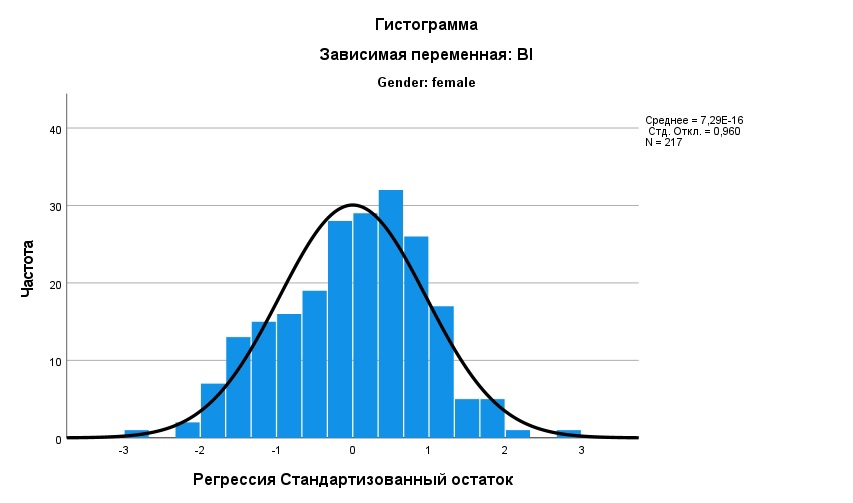 Гистограмма
Зависимая переменная: BI
Gender: female
Среднее = 7,29E-16
Стд. Откл. = 0,960
N = 217
Частота
40
30
20
10
0
-3 -2 -1 0 1 2 3
Регрессия Стандартизованный остаток